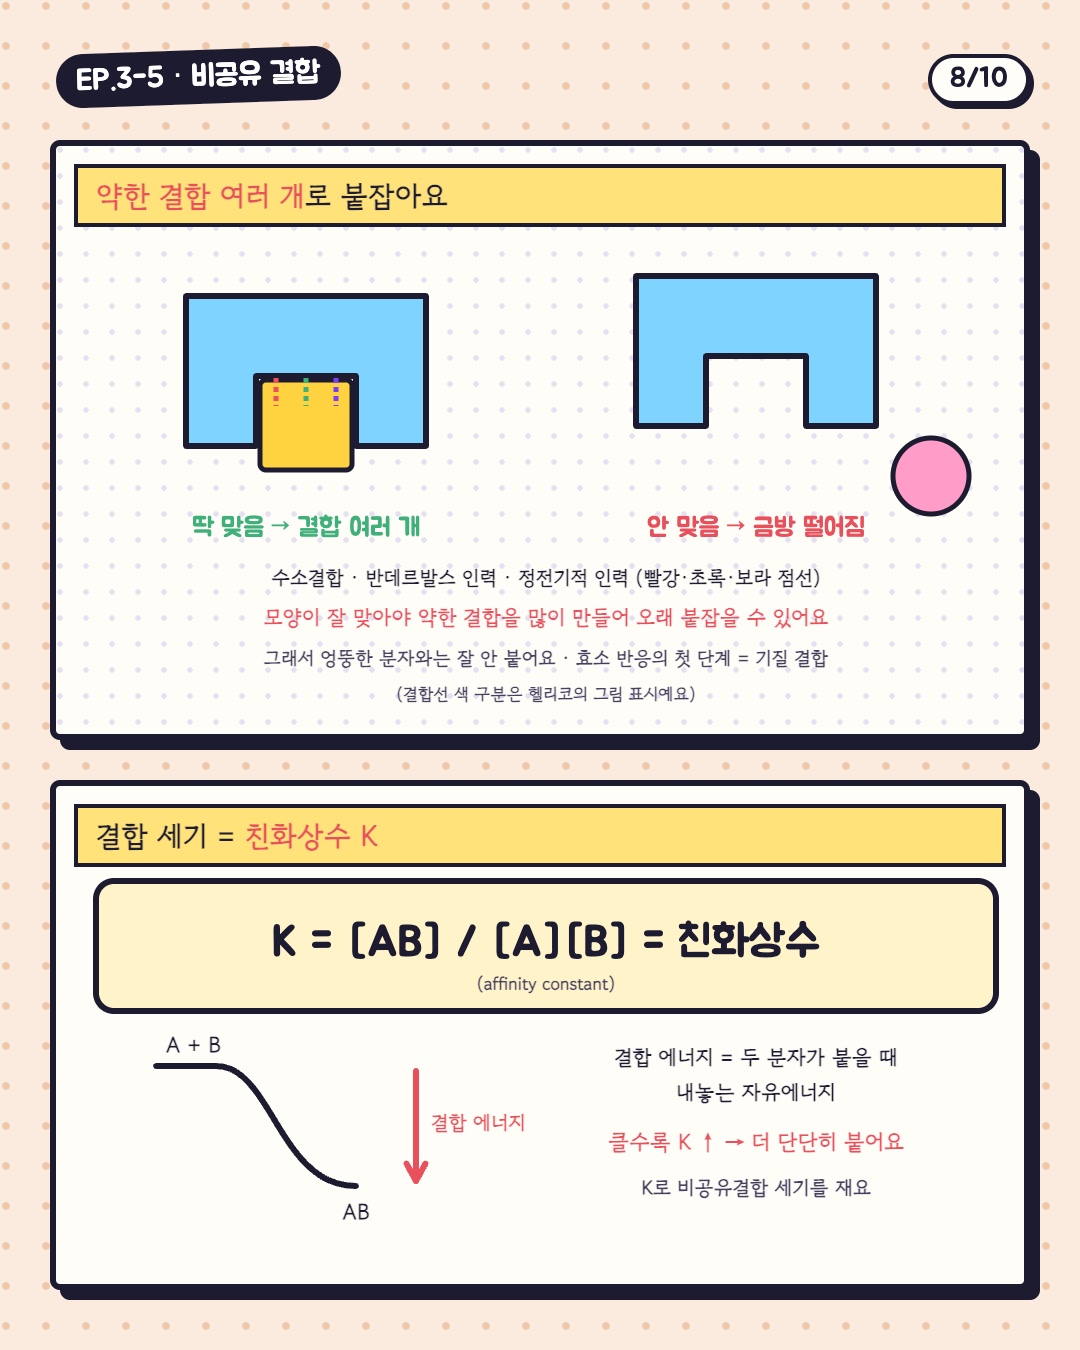 EP.3-5 · 비공유 결합
8/10
약한 결합 여러 개로 붙잡아요
딱 맞음 → 결합 여러 개
안 맞음 → 금방 떨어짐
수소결합 · 반데르발스 인력 · 정전기적 인력 (빨강·초록·보라 점선)
모양이 잘 맞아야 약한 결합을 많이 만들어 오래 붙잡을 수 있어요
그래서 엉뚱한 분자와는 잘 안 붙어요 · 효소 반응의 첫 단계 = 기질 결합
(결합선 색 구분은 헬리코의 그림 표시예요)
결합 세기 = 친화상수 K
K = [AB] / [A][B] = 친화상수
(affinity constant)
A + B
결합 에너지
AB
결합 에너지 = 두 분자가 붙을 때
내놓는 자유에너지
클수록 K ↑ → 더 단단히 붙어요
K로 비공유결합 세기를 재요